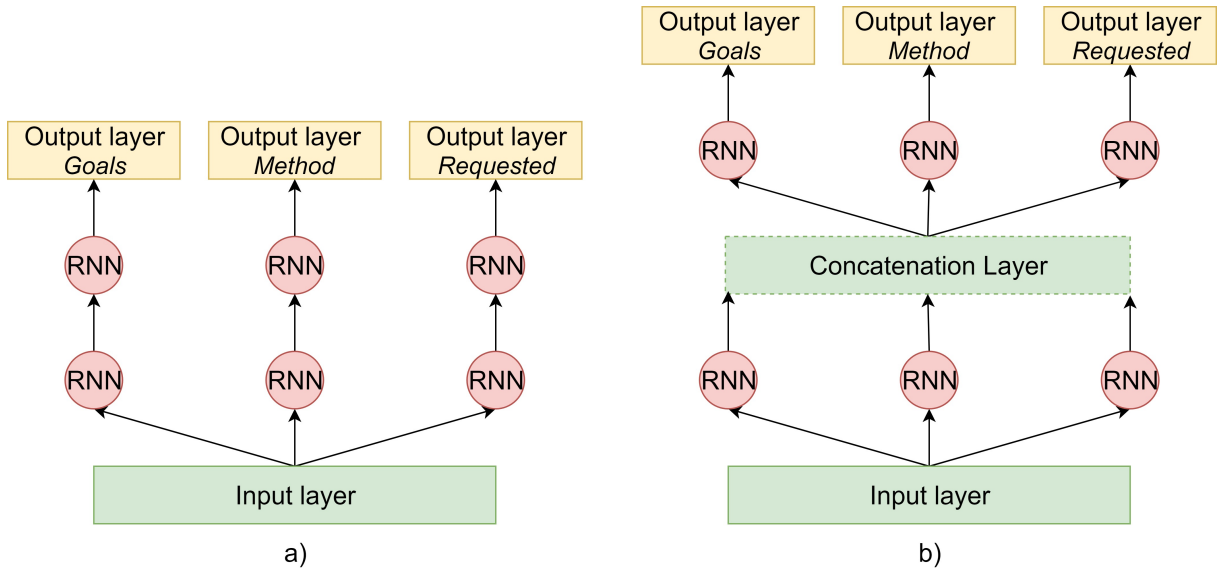 Output layer
Goals
Output layer
Method
Output layer
Requested
RNN
RNN
RNN
RNN
RNN
RNN
Input layer
a)
Output layer
Goals
Output layer
Method
Output layer
Requested
RNN
RNN
RNN
Concatenation Layer
RNN
RNN
RNN
Input layer
b)